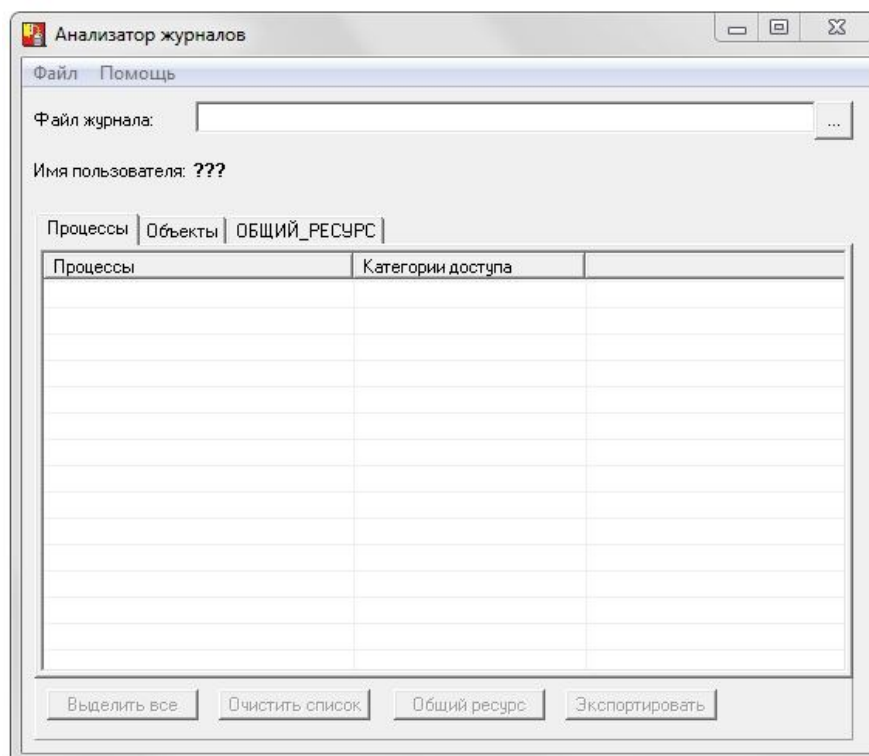 Анализатор журналов
Файл Помощь
Файл журнала: ...
Имя пользователя: ???
Процессы Объекты ОБЩИЙ_РЕСУРС
Процессы Категории доступа
Выделить все Очистить список Общий ресурс Экспортировать